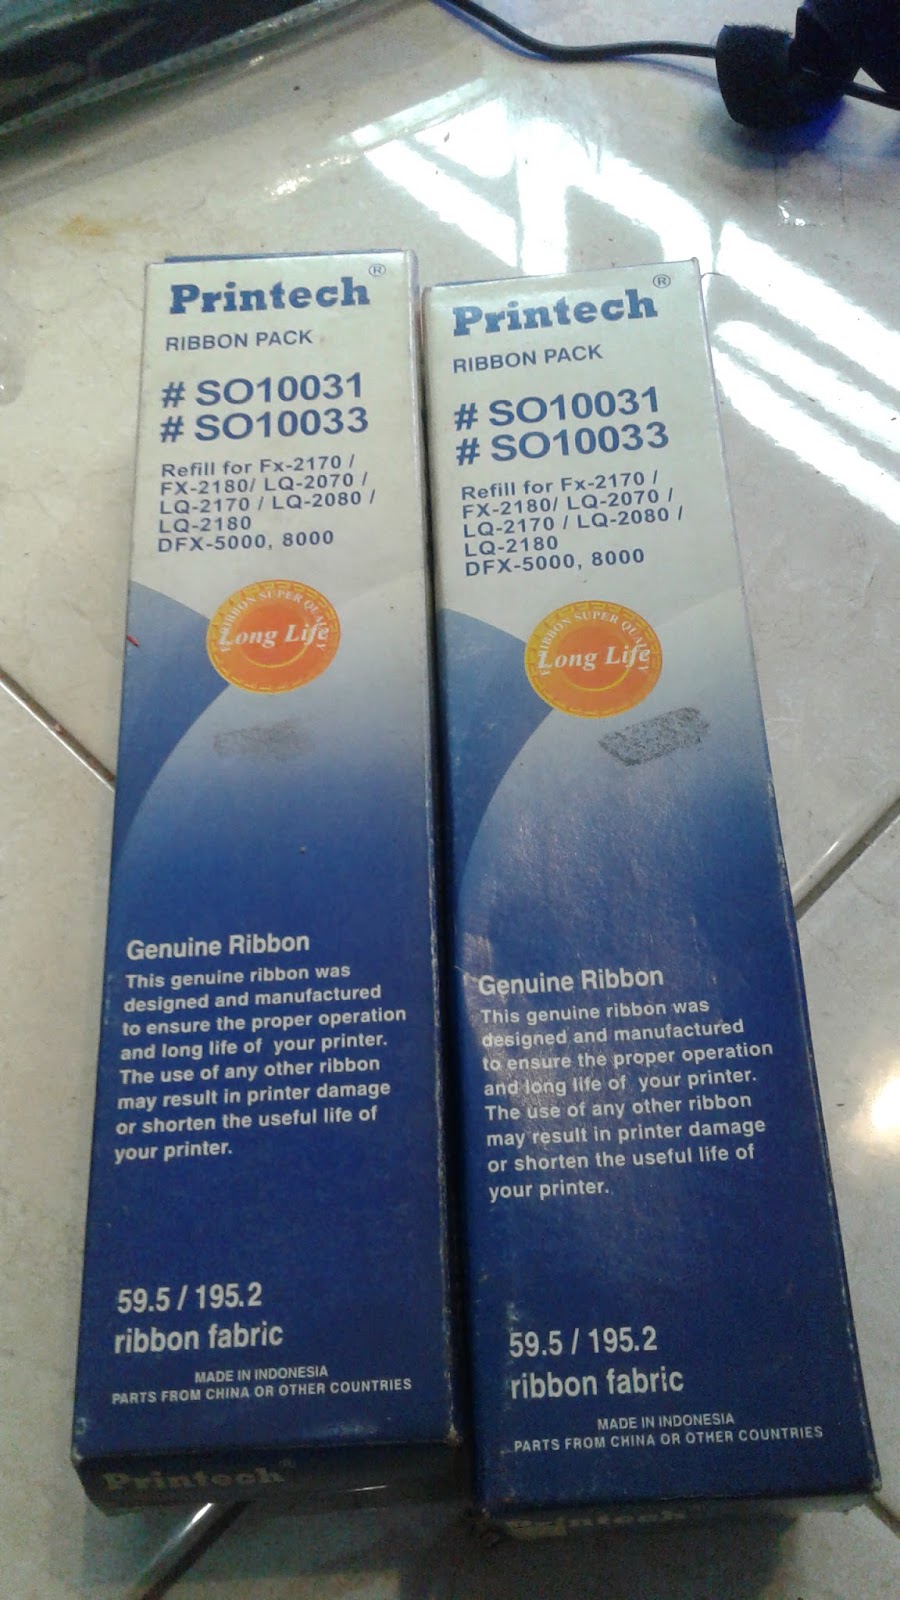 Printech®
RIBBON PACK
# SO10031
# SO10033
Refill for Fx-2170 /
FX-2180/ LQ-2070 /
LQ-2170 / LQ-2080 /
LQ-2180
DFX-5000, 8000
RIBBON SUPER QUALITY
Long Life
Genuine Ribbon
This genuine ribbon was
designed and manufactured
to ensure the proper operation
and long life of your printer.
The use of any other ribbon
may result in printer damage
or shorten the useful life of
your printer.
59.5 / 195.2
ribbon fabric
MADE IN INDONESIA
PARTS FROM CHINA OR OTHER COUNTRIES
Printech®
Printech®
RIBBON PACK
# SO10031
# SO10033
Refill for Fx-2170 /
FX-2180/ LQ-2070 /
LQ-2170 / LQ-2080 /
LQ-2180
DFX-5000, 8000
RIBBON SUPER QUALITY
Long Life
Genuine Ribbon
This genuine ribbon was
designed and manufactured
to ensure the proper operation
and long life of your printer.
The use of any other ribbon
may result in printer damage
or shorten the useful life of
your printer.
59.5 / 195.2
ribbon fabric
MADE IN INDONESIA
PARTS FROM CHINA OR OTHER COUNTRIES
Printech